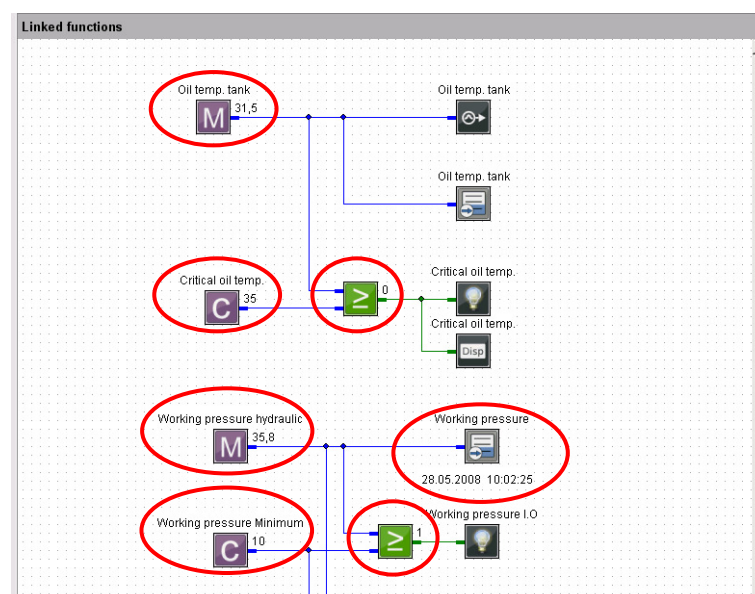 Linked functions
Oil temp. tank
M 31,5
Oil temp. tank
Oil temp. tank
Critical oil temp.
C 35
≥ 0
Critical oil temp.
Critical oil temp.
Disp
Working pressure hydraulic
M 35,8
Working pressure
28.05.2008 10:02:25
Working pressure Minimum
C 10
≥ 1
Working pressure I.O